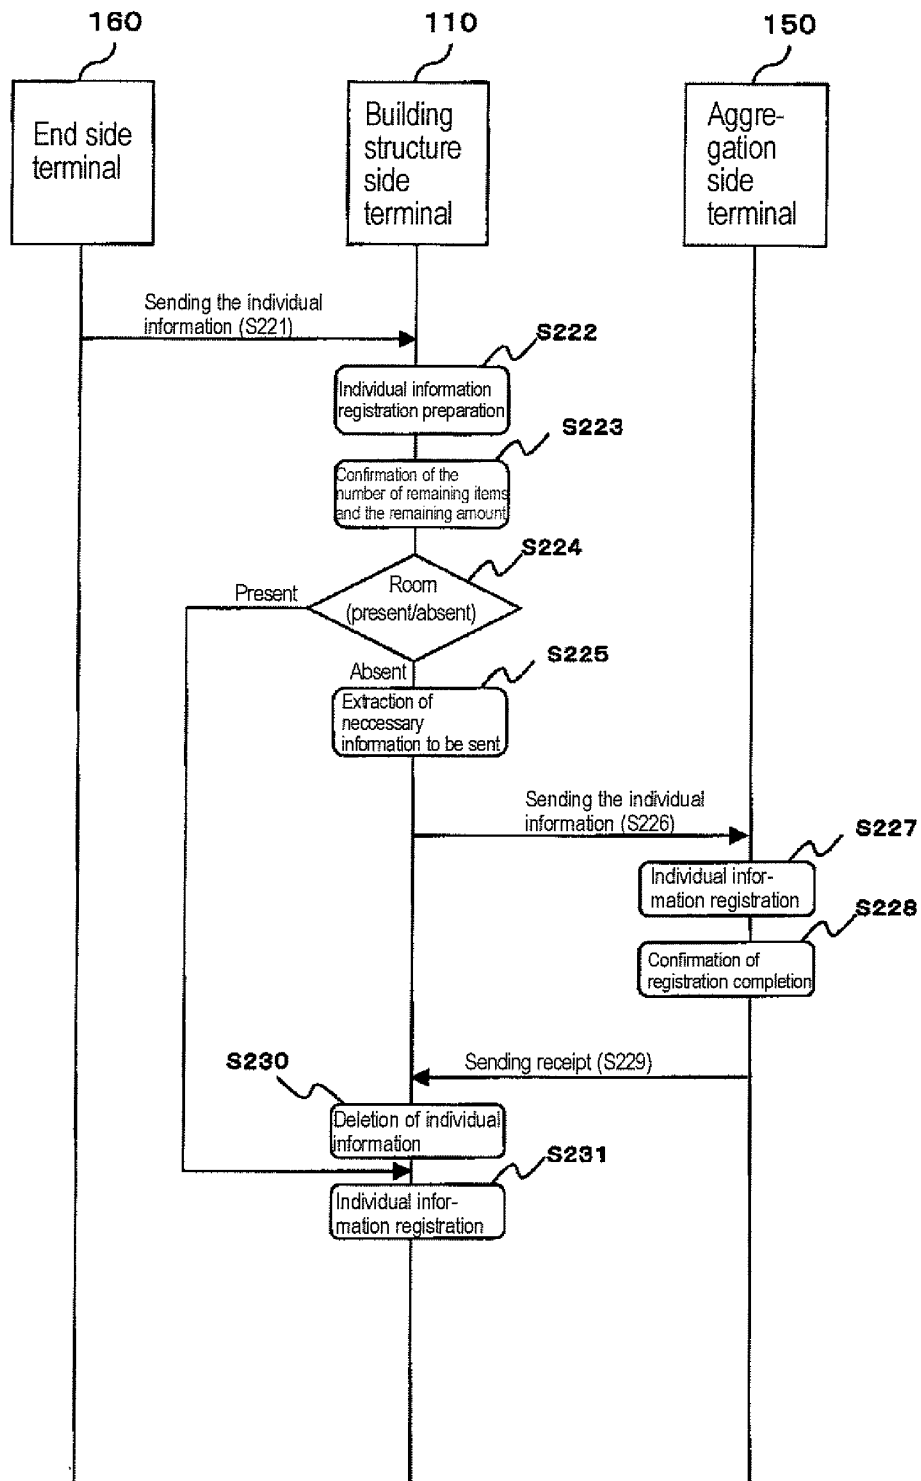 160
110
150
End side
terminal
Building
structure
side
terminal
Aggre-
gation
side
terminal
Sending the individual
information (S221)
S222
Individual information
registration preparation
S223
Confirmation of the
number of remaining items
and the remaining amount
S224
Room
(present/absent)
Present
Absent
S225
Extraction of
neccessary
information to be sent
Sending the individual
information (S226)
S227
Individual infor-
mation registration
S228
Confirmation of
registration completion
Sending receipt (S229)
S230
Deletion of individual
information
S231
Individual infor-
mation registration